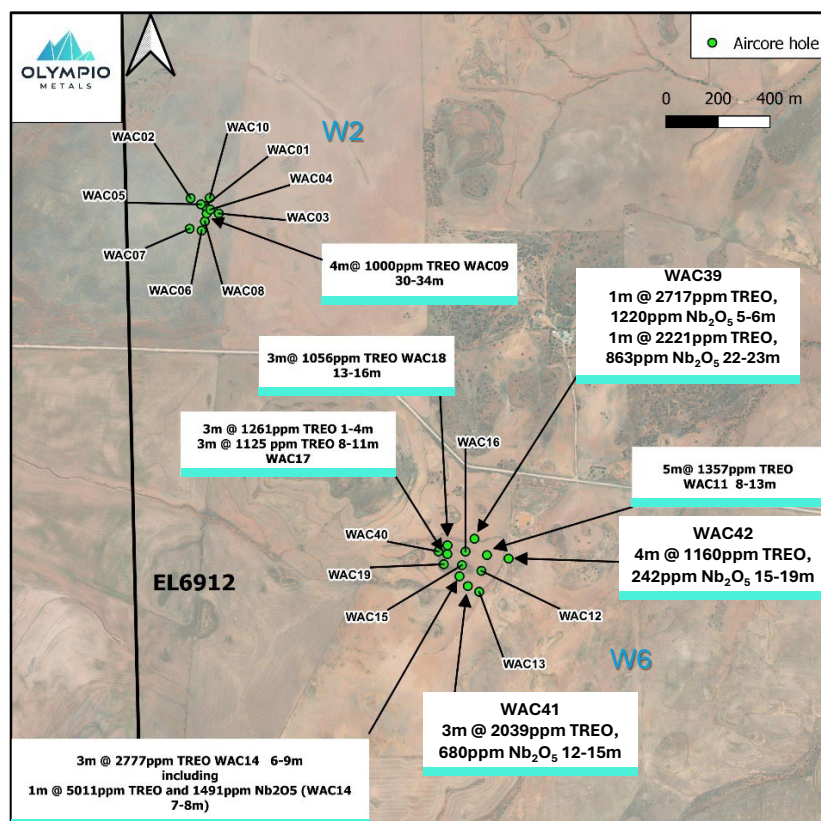 OLYMPIO
METALS
Aircore hole
0 200 400 m
W2
WAC10
WAC02
WAC01
WAC04
WAC05
WAC03
WAC07
WAC06
WAC08
4m@ 1000ppm TREO WAC09
30-34m
WAC39
1m @ 2717ppm TREO,
1220ppm Nb₂O₅ 5-6m
1m @ 2221ppm TREO,
863ppm Nb₂O₅ 22-23m
3m@ 1056ppm TREO WAC18
13-16m
3m @ 1261ppm TREO 1-4m
3m @ 1125 ppm TREO 8-11m
WAC17
WAC16
5m@ 1357ppm TREO
WAC11 8-13m
WAC42
4m @ 1160ppm TREO,
242ppm Nb₂O₅ 15-19m
WAC40
WAC19
EL6912
WAC15
WAC12
WAC13
W6
WAC41
3m @ 2039ppm TREO,
680ppm Nb₂O₅ 12-15m
3m @ 2777ppm TREO WAC14 6-9m
including
1m @ 5011ppm TREO and 1491ppm Nb2O5 (WAC14
7-8m)